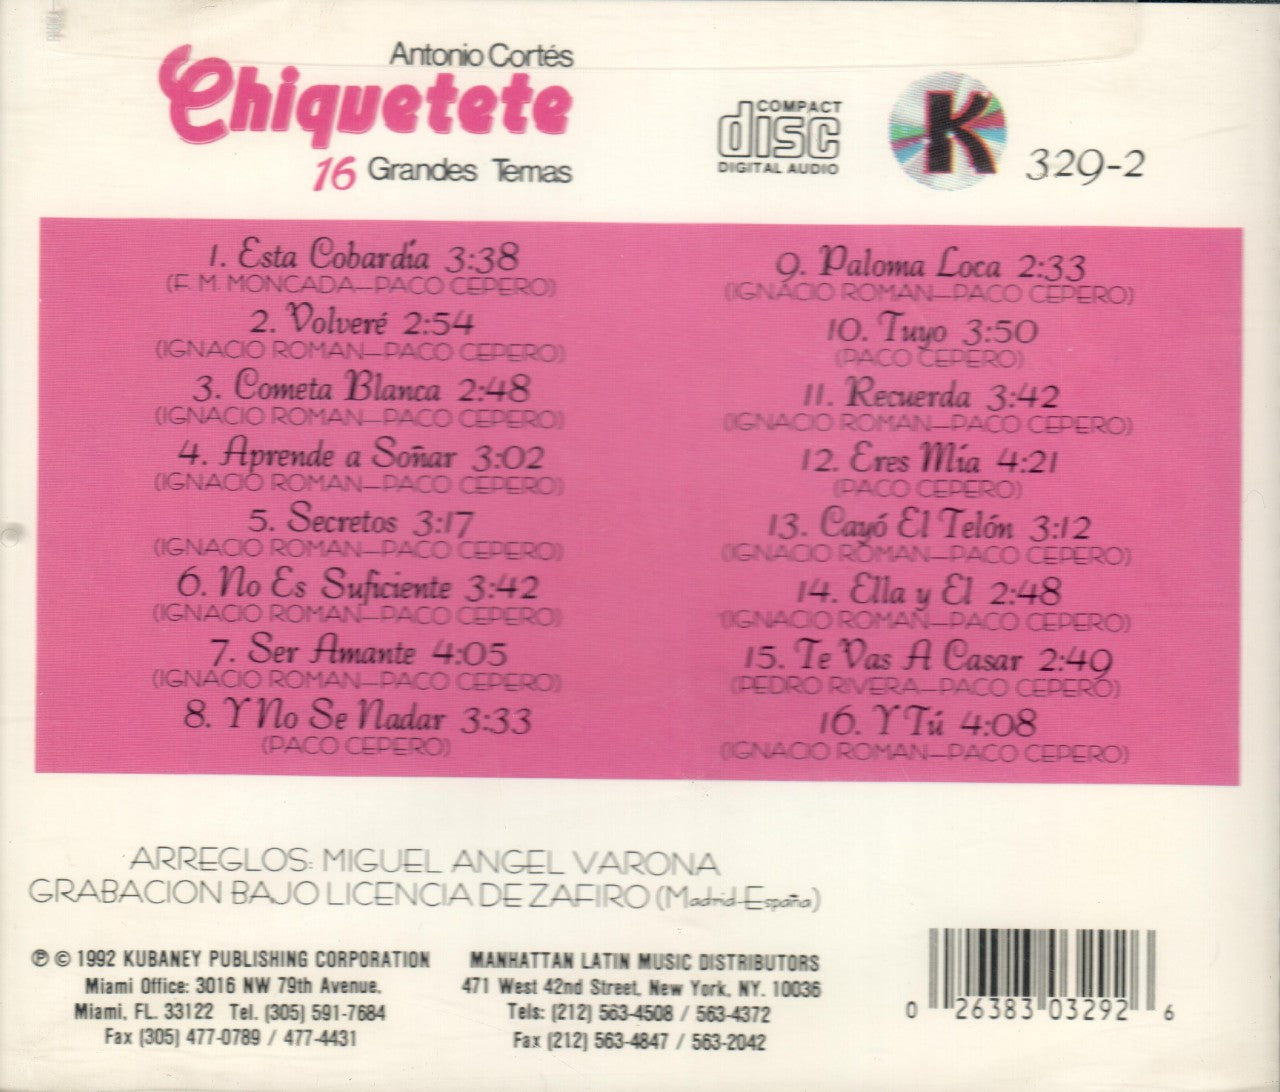 Antonio Cortés
Chiquetete
16 Grandes Temas
COMPACT
disc
DIGITAL AUDIO
K
329-2
1. Esta Cobardía 3:38
(F. M. MONCADA—PACO CEPERO)
2. Volveré 2:54
(IGNACIO ROMAN—PACO CEPERO)
3. Cometa Blanca 2:48
(IGNACIO ROMAN—PACO CEPERO)
4. Aprende a Soñar 3:02
(IGNACIO ROMAN—PACO CEPERO)
5. Secretos 3:17
(IGNACIO ROMAN—PACO CEPERO)
6. No Es Suficiente 3:42
(IGNACIO ROMAN—PACO CEPERO)
7. Ser Amante 4:05
(IGNACIO ROMAN—PACO CEPERO)
8. Y No Se Nadar 3:33
(PACO CEPERO)
9. Paloma Loca 2:33
(IGNACIO ROMAN—PACO CEPERO)
10. Tuyo 3:50
(PACO CEPERO)
11. Recuerda 3:42
(IGNACIO ROMAN—PACO CEPERO)
12. Eres Mía 4:21
(PACO CEPERO)
13. Cayó El Telón 3:12
(IGNACIO ROMAN—PACO CEPERO)
14. Ella y El 2:48
(IGNACIO ROMAN—PACO CEPERO)
15. Te Vas A Casar 2:49
(PEDRO RIVERA—PACO CEPERO)
16. Y Tú 4:08
(IGNACIO ROMAN—PACO CEPERO)
ARREGLOS: MIGUEL ANGEL VARONA
GRABACION BAJO LICENCIA DE ZAFIRO (Madrid-España)
℗ © 1992 KUBANEY PUBLISHING CORPORATION
Miami Office: 3016 NW 79th Avenue,
Miami, FL. 33122 Tel. (305) 591-7684
Fax (305) 477-0789 / 477-4431
MANHATTAN LATIN MUSIC DISTRIBUTORS
471 West 42nd Street, New York, NY. 10036
Tels: (212) 563-4508 / 563-4372
Fax (212) 563-4847 / 563-2042
0 26383 03292 6